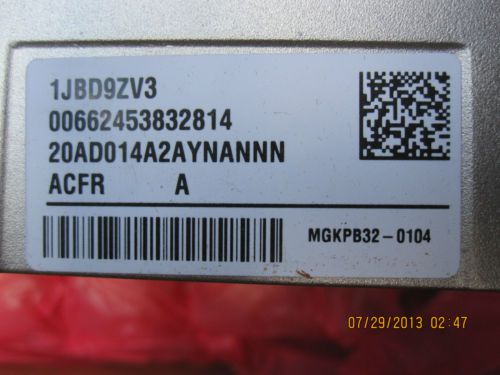 1JBD9ZV3
00662453832814
20AD014A2AYNANNN
ACFR A
MGKPB32-0104
07/29/2013 02:47